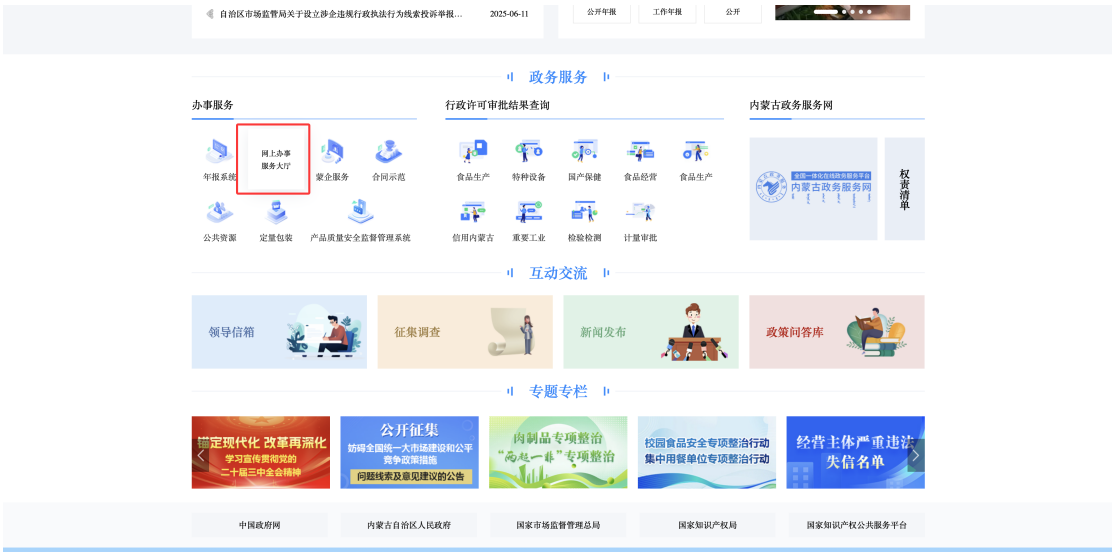 自治区市场监管局关于设立涉企违规行政执法行为线索投诉举报...
2025-06-11
公开年报
工作年报
公开
政务服务
办事服务
行政许可审批结果查询
内蒙古政务服务网
年报系统
网上办事
服务大厅
蒙企服务
合同示范
食品生产
特种设备
国产保健
食品经营
食品生产
全国一体化在线政务服务平台
内蒙古政务服务网
权责清单
公共资源
定量包装
产品质量安全监督管理系统
信用内蒙古
重要工业
检验检测
计量审批
互动交流
领导信箱
征集调查
新闻发布
政策问答库
专题专栏
锚定现代化 改革再深化
学习宣传贯彻党的
二十届三中全会精神
公开征集
妨碍全国统一大市场建设和公平
竞争政策措施
问题线索及意见建议的公告
肉制品专项整治
“两超一非”专项整治
校园食品安全专项整治行动
集中用餐单位专项整治行动
经营主体严重违法
失信名单
中国政府网
内蒙古自治区人民政府
国家市场监督管理总局
国家知识产权局
国家知识产权公共服务平台